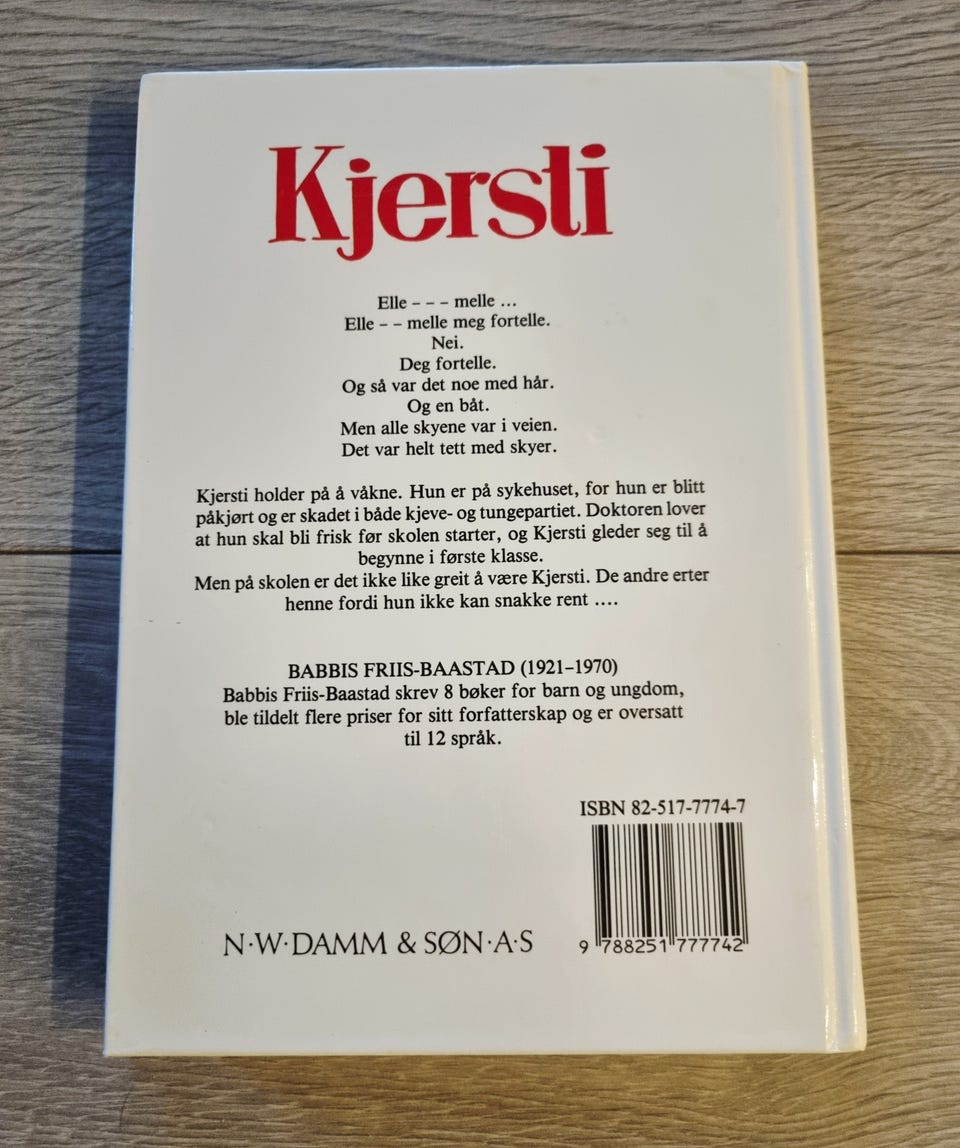 Kjersti
Elle – – – melle ...
Elle – – melle meg fortelle.
Nei.
Deg fortelle.
Og så var det noe med hår.
Og en båt.
Men alle skyene var i veien.
Det var helt tett med skyer.
Kjersti holder på å våkne. Hun er på sykehuset, for hun er blitt
påkjørt og er skadet i både kjeve- og tungepartiet. Doktoren lover
at hun skal bli frisk før skolen starter, og Kjersti gleder seg til å
begynne i første klasse.
Men på skolen er det ikke like greit å være Kjersti. De andre erter
henne fordi hun ikke kan snakke rent ....
BABBIS FRIIS-BAASTAD (1921–1970)
Babbis Friis-Baastad skrev 8 bøker for barn og ungdom,
ble tildelt flere priser for sitt forfatterskap og er oversatt
til 12 språk.
ISBN 82-517-7774-7
9 788251 777742
N·W·DAMM & SØN·A·S